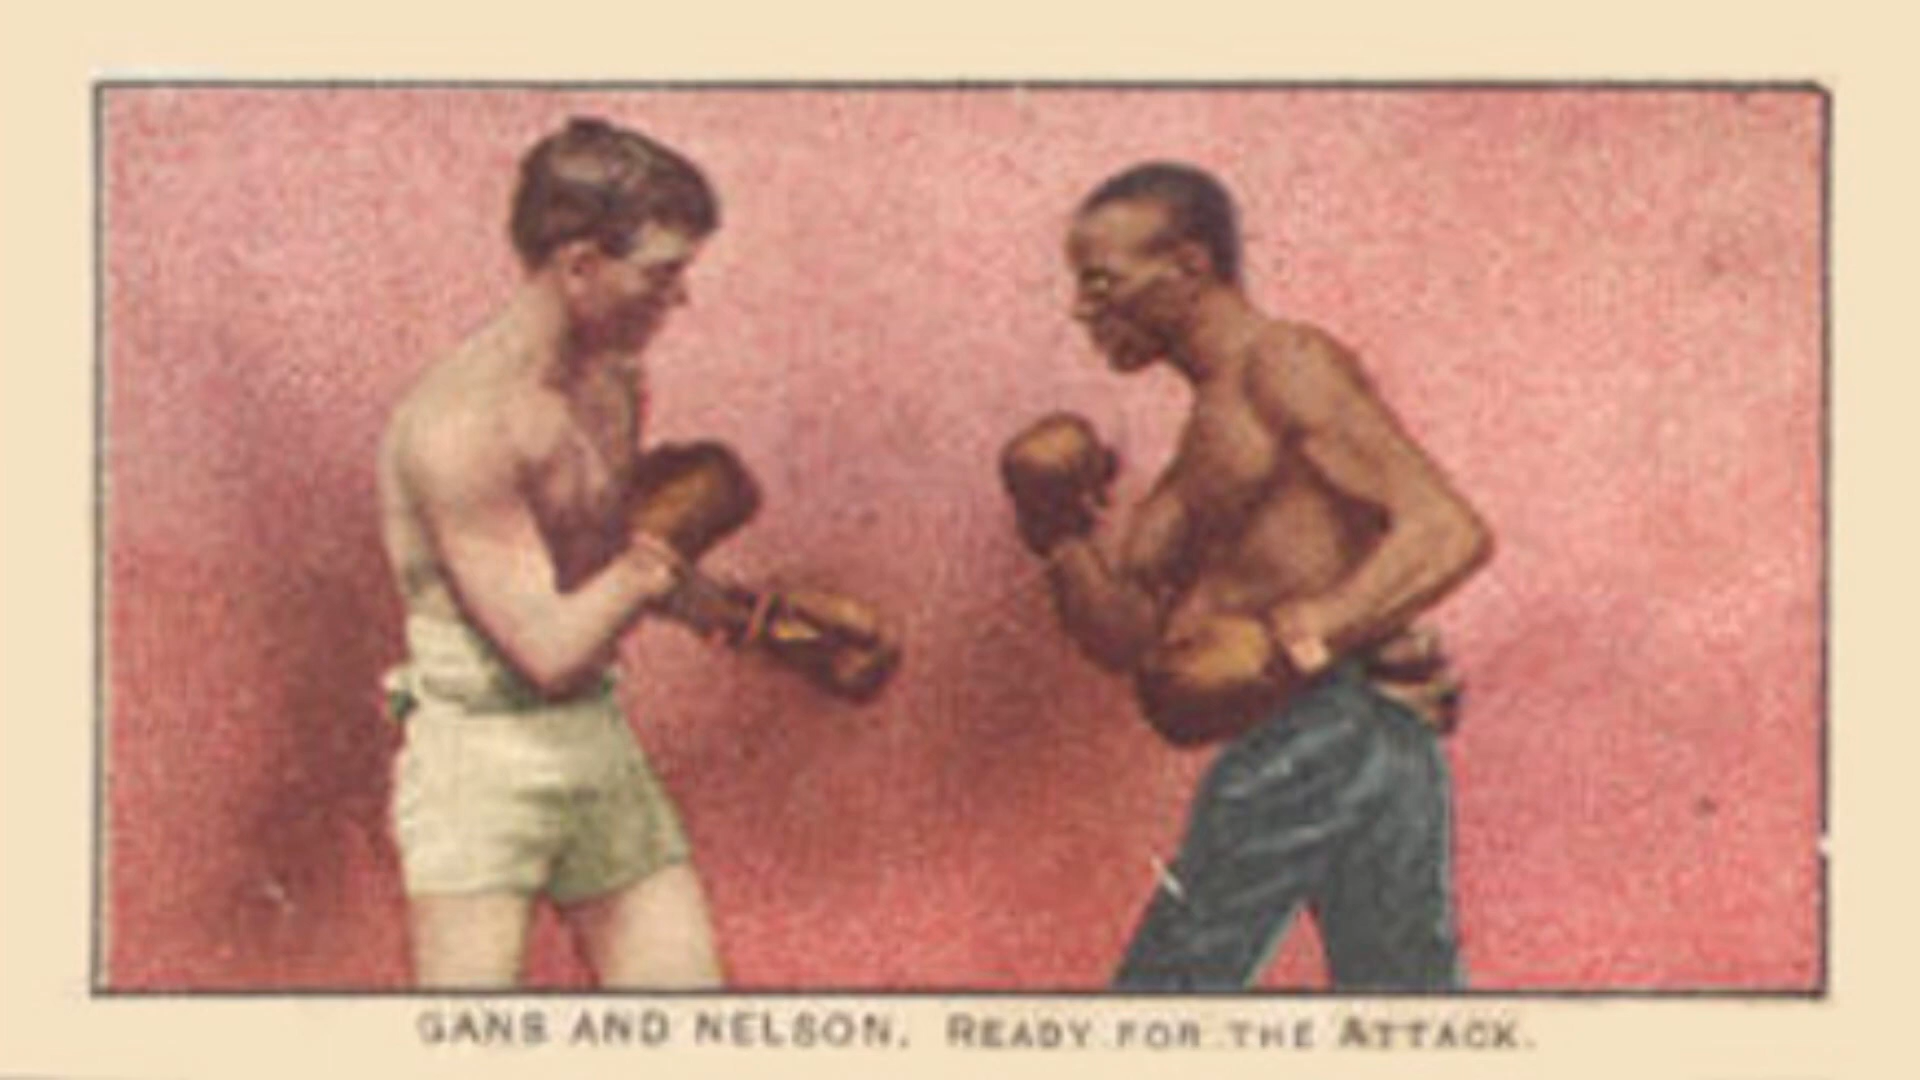 GANS AND NELSON. READY FOR THE ATTACK.